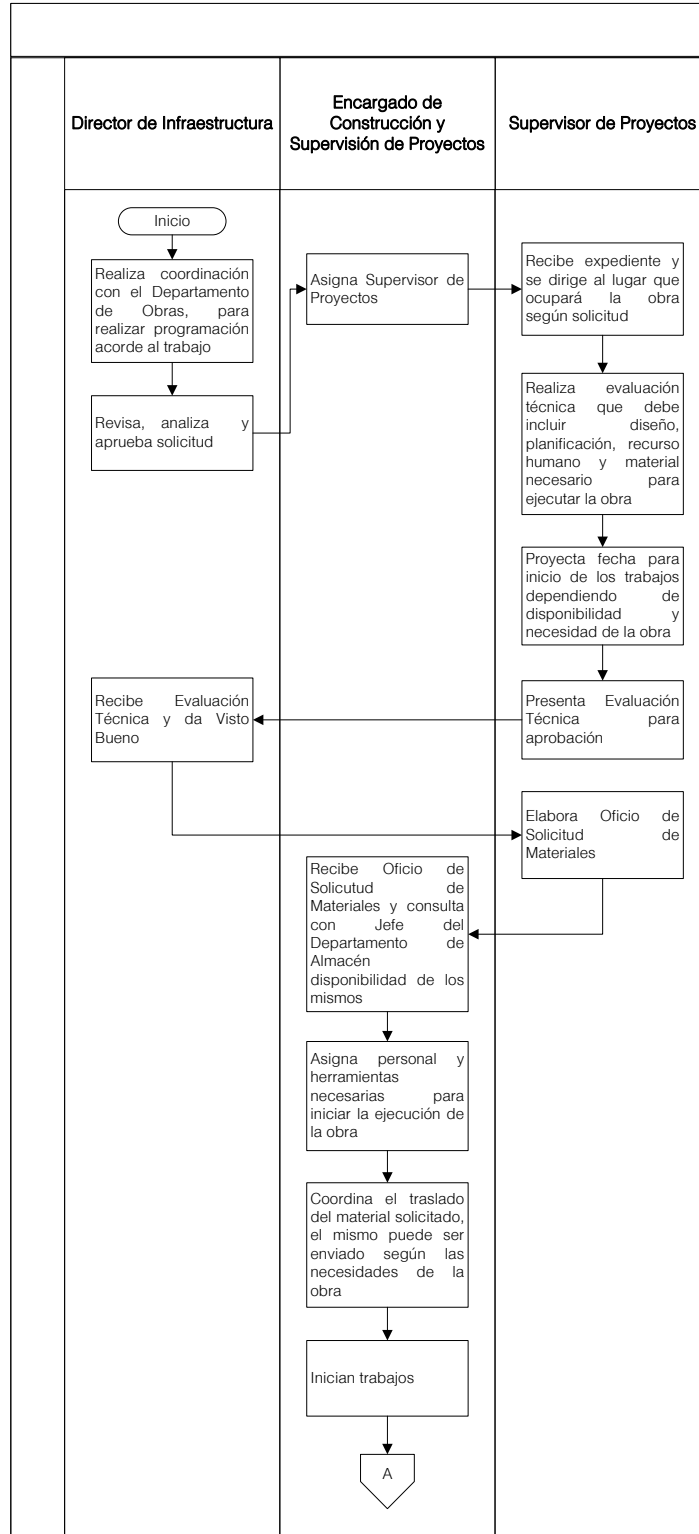 Director de Infraestructura
Encargado de
Construcción y
Supervisión de Proyectos
Supervisor de Proyectos
Inicio
Realiza coordinación
con el Departamento
de Obras, para
realizar programación
acorde al trabajo
Revisa, analiza y
aprueba solicitud
Asigna Supervisor de
Proyectos
Recibe expediente y
se dirige al lugar que
ocupará la obra
según solicitud
Realiza evaluación
técnica que debe
incluir diseño,
planificación, recurso
humano y material
necesario para
ejecutar la obra
Proyecta fecha para
inicio de los trabajos
dependiendo de
disponibilidad y
necesidad de la obra
Presenta Evaluación
Técnica para
aprobación
Recibe Evaluación
Técnica y da Visto
Bueno
Elabora Oficio de
Solicitud de
Materiales
Recibe Oficio de
Solicutud de
Materiales y consulta
con Jefe del
Departamento de
Almacén
disponibilidad de los
mismos
Asigna personal y
herramientas
necesarias para
iniciar la ejecución de
la obra
Coordina el traslado
del material solicitado,
el mismo puede ser
enviado según las
necesidades de la
obra
Inician trabajos
A